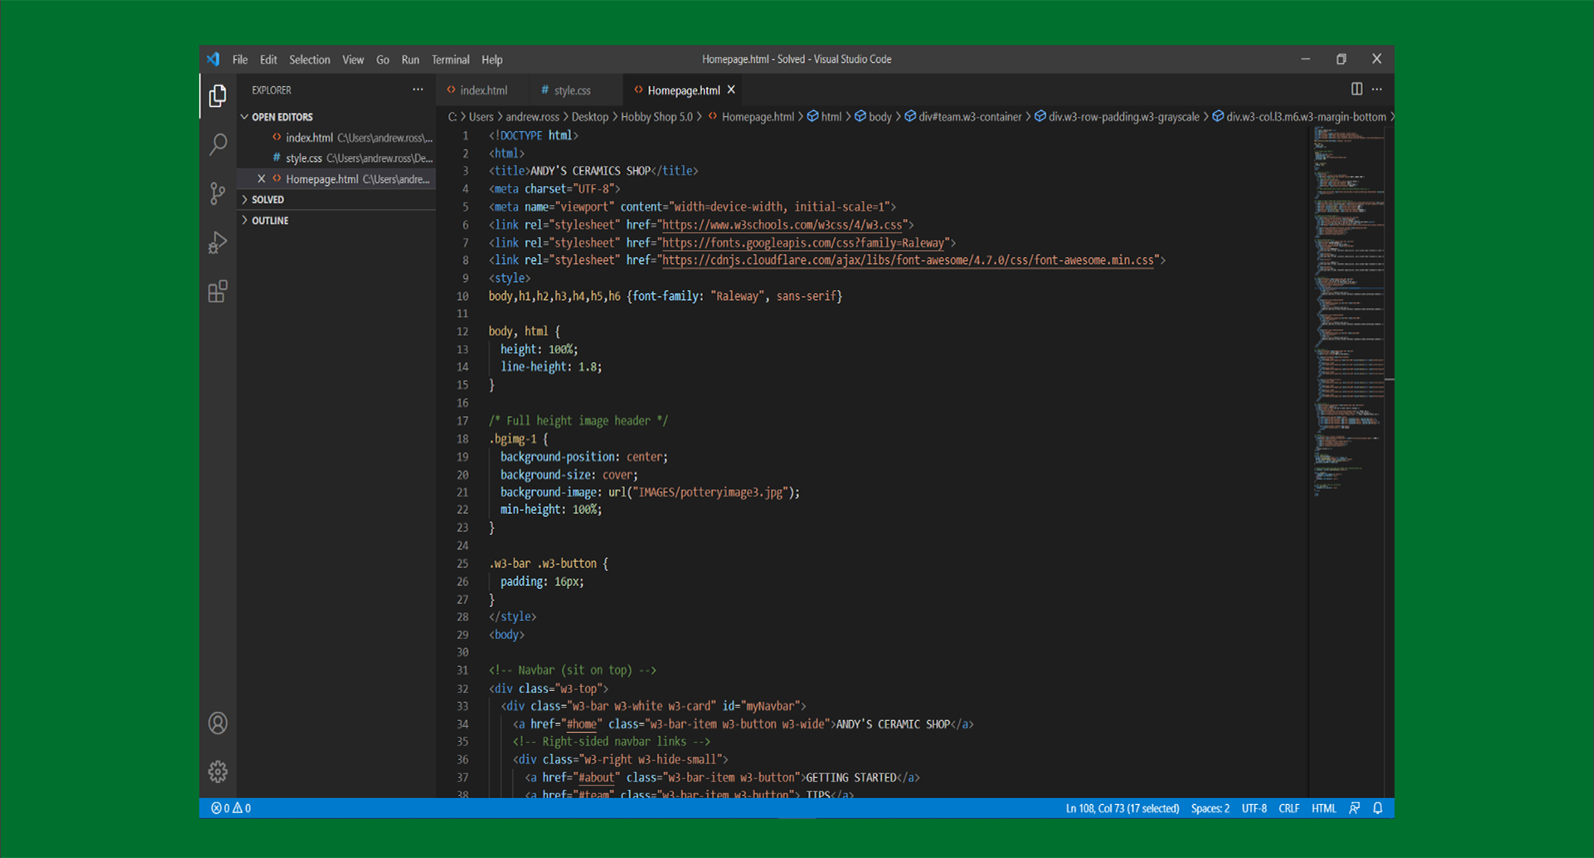 File Edit Selection View Go Run Terminal Help
Homepage.html - Solved - Visual Studio Code
EXPLORER
OPEN EDITORS
index.html C:\Users\andrew.ross\...
style.css C:\Users\andrew.ross\De...
Homepage.html C:\Users\andre...
SOLVED
OUTLINE
index.html
style.css
Homepage.html
C: > Users > andrew.ross > Desktop > Hobby Shop 5.0 > Homepage.html > html > body > div#team.w3-container > div.w3-row-padding.w3-grayscale > div.w3-col.l3.m6.w3-margin-bottom >
1 <!DOCTYPE html>
2 <html>
3 <title>ANDY'S CERAMICS SHOP</title>
4 <meta charset="UTF-8">
5 <meta name="viewport" content="width=device-width, initial-scale=1">
6 <link rel="stylesheet" href="https://www.w3schools.com/w3css/4/w3.css">
7 <link rel="stylesheet" href="https://fonts.googleapis.com/css?family=Raleway">
8 <link rel="stylesheet" href="https://cdnjs.cloudflare.com/ajax/libs/font-awesome/4.7.0/css/font-awesome.min.css">
9 <style>
10 body,h1,h2,h3,h4,h5,h6 {font-family: "Raleway", sans-serif}
11
12 body, html {
13 height: 100%;
14 line-height: 1.8;
15 }
16
17 /* Full height image header */
18 .bgimg-1 {
19 background-position: center;
20 background-size: cover;
21 background-image: url("IMAGES/potteryimage3.jpg");
22 min-height: 100%;
23 }
24
25 .w3-bar .w3-button {
26 padding: 16px;
27 }
28 </style>
29 <body>
30
31 <!-- Navbar (sit on top) -->
32 <div class="w3-top">
33 <div class="w3-bar w3-white w3-card" id="myNavbar">
34 <a href="#home" class="w3-bar-item w3-button w3-wide">ANDY'S CERAMIC SHOP</a>
35 <!-- Right-sided navbar links -->
36 <div class="w3-right w3-hide-small">
37 <a href="#about" class="w3-bar-item w3-button">GETTING STARTED</a>
38 <a href="#team" class="w3-bar-item w3-button"> TIPS</a>
0 0
Ln 108, Col 73 (17 selected) Spaces: 2 UTF-8 CRLF HTML